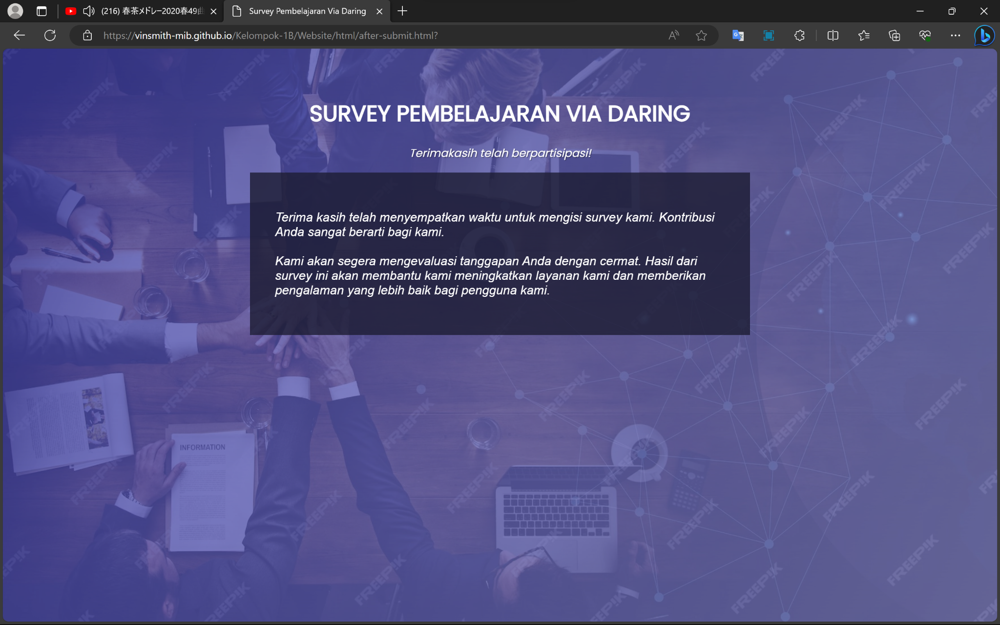 (216) 春茶メドレー2020春49曲
Survey Pembelajaran Via Daring
https://vinsmith-mib.github.io/Kelompok-1B/Website/html/after-submit.html?
SURVEY PEMBELAJARAN VIA DARING
Terimakasih telah berpartisipasi!
Terima kasih telah menyempatkan waktu untuk mengisi survey kami. Kontribusi
Anda sangat berarti bagi kami.
Kami akan segera mengevaluasi tanggapan Anda dengan cermat. Hasil dari
survey ini akan membantu kami meningkatkan layanan kami dan memberikan
pengalaman yang lebih baik bagi pengguna kami.
INFORMATION
FREEPIK